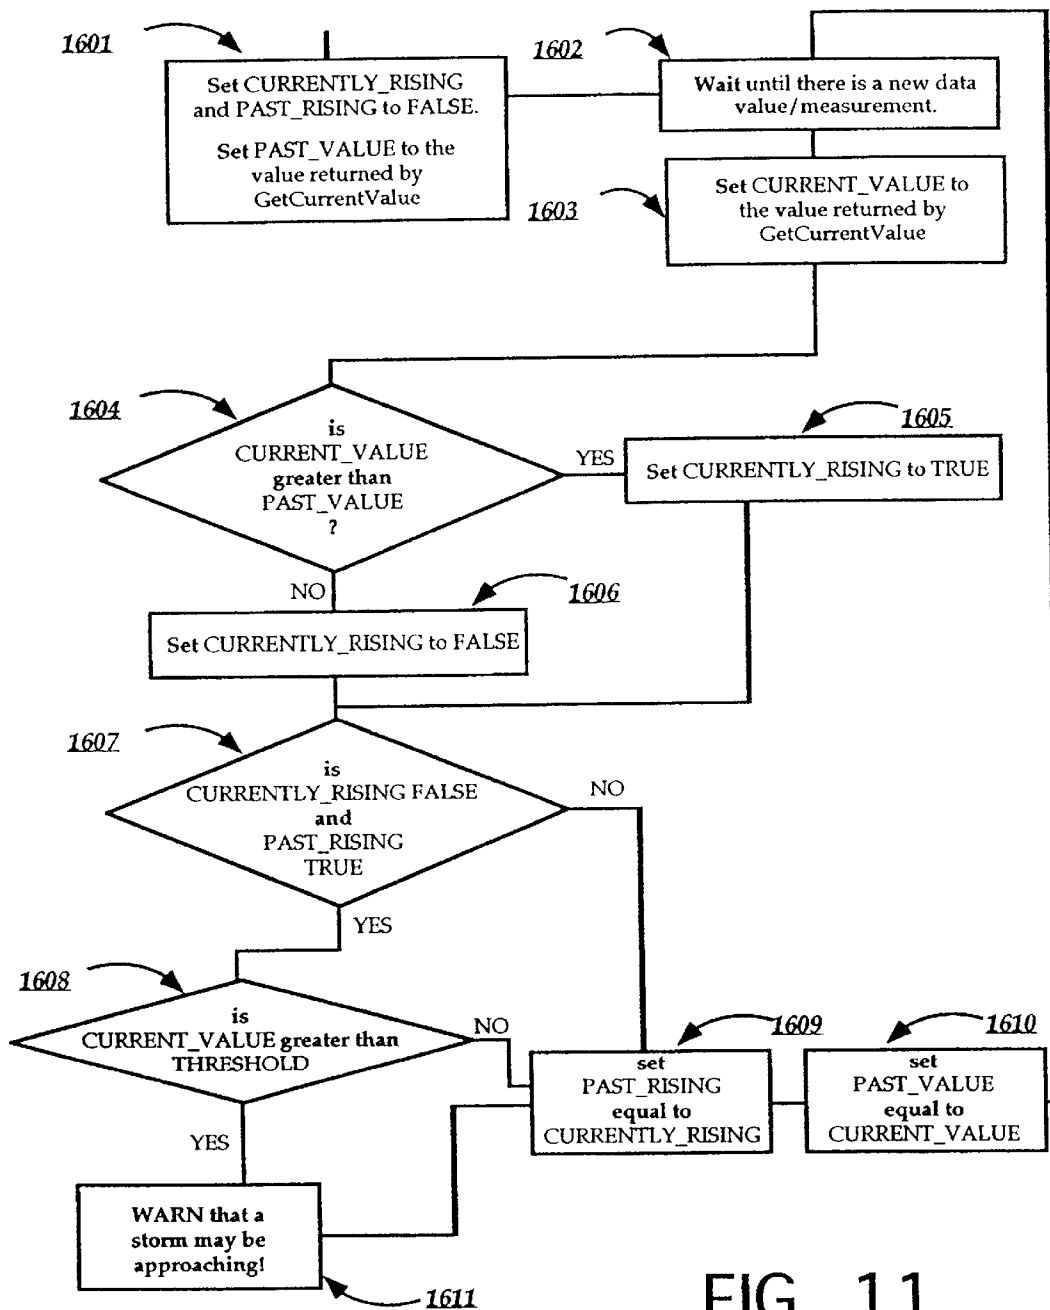 1601
Set CURRENTLY_RISING
and PAST_RISING to FALSE.
Set PAST_VALUE to the
value returned by
GetCurrentValue
1602
Wait until there is a new data
value/measurement.
1603
Set CURRENT_VALUE to
the value returned by
GetCurrentValue
1604
is
CURRENT_VALUE
greater than
PAST_VALUE
?
YES
1605
Set CURRENTLY_RISING to TRUE
NO
1606
Set CURRENTLY_RISING to FALSE
1607
is
CURRENTLY_RISING FALSE
and
PAST_RISING
TRUE
NO
YES
1608
is
CURRENT_VALUE greater than
THRESHOLD
NO
YES
1609
set
PAST_RISING
equal to
CURRENTLY_RISING
1610
set
PAST_VALUE
equal to
CURRENT_VALUE
WARN that a
storm may be
approaching!
1611
FIG. 11